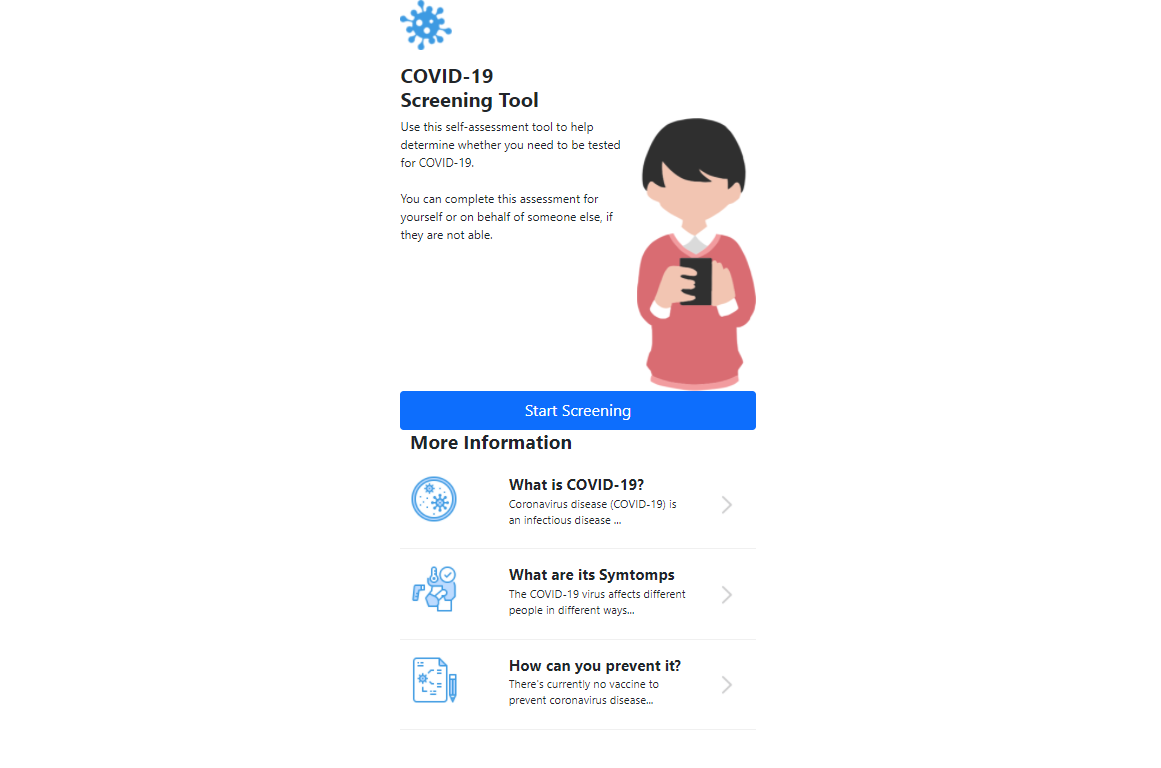 COVID-19
Screening Tool
Use this self-assessment tool to help
determine whether you need to be tested
for COVID-19.
You can complete this assessment for
yourself or on behalf of someone else, if
they are not able.
Start Screening
More Information
What is COVID-19?
Coronavirus disease (COVID-19) is
an infectious disease ...
What are its Symtomps
The COVID-19 virus affects different
people in different ways...
How can you prevent it?
There's currently no vaccine to
prevent coronavirus disease...